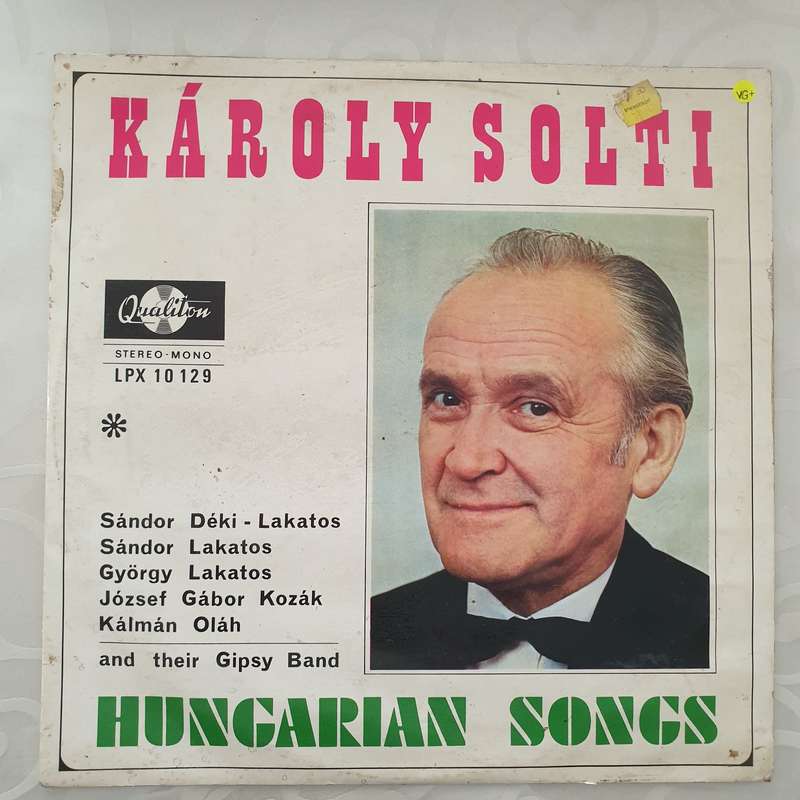 KÁROLY SOLTI
VG+
Qualiton
STEREO-MONO
LPX 10129
*
Sándor Déki - Lakatos
Sándor Lakatos
György Lakatos
József Gábor Kozák
Kálmán Oláh
and their Gipsy Band
HUNGARIAN SONGS